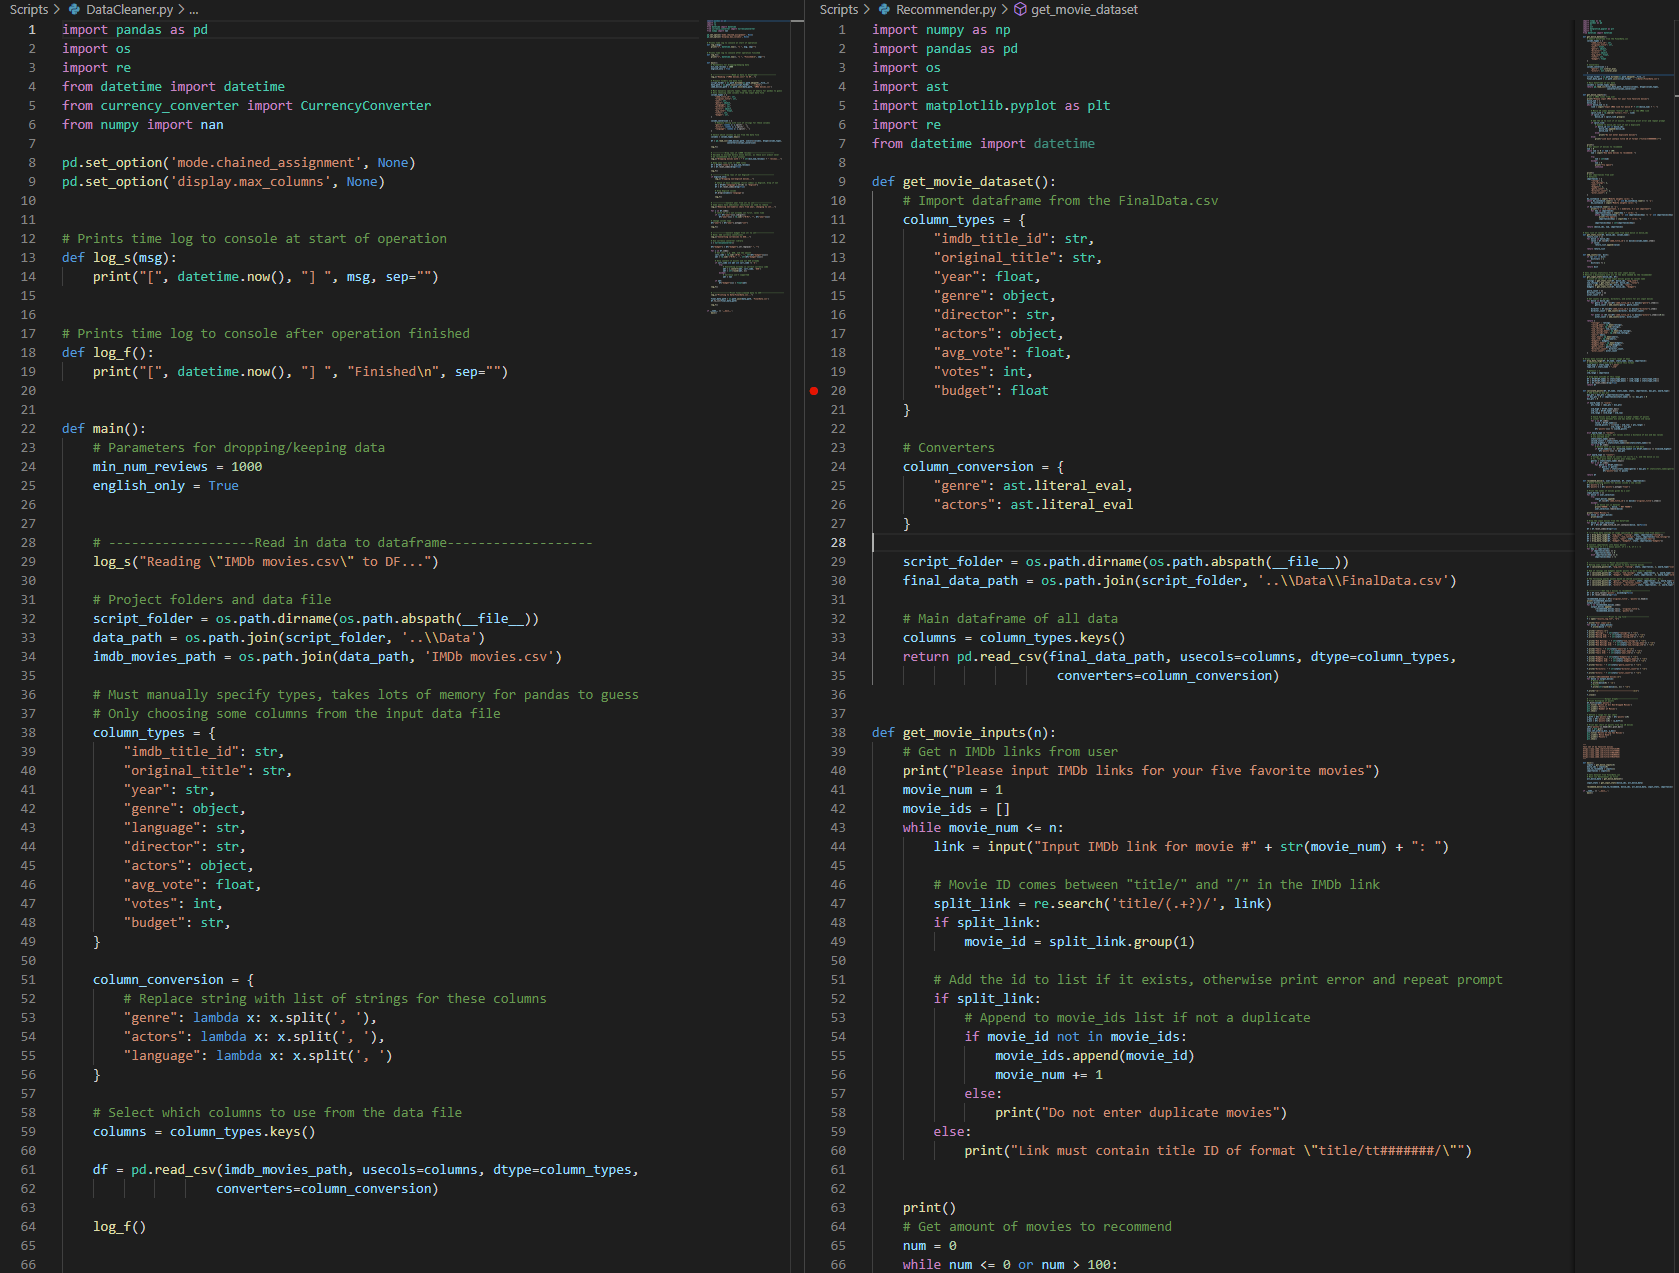 Scripts > DataCleaner.py > ...
1 import pandas as pd
2 import os
3 import re
4 from datetime import datetime
5 from currency_converter import CurrencyConverter
6 from numpy import nan
7
8 pd.set_option('mode.chained_assignment', None)
9 pd.set_option('display.max_columns', None)
10
11
12 # Prints time log to console at start of operation
13 def log_s(msg):
14     print("[", datetime.now(), "] ", msg, sep="")
15
16
17 # Prints time log to console after operation finished
18 def log_f():
19     print("[", datetime.now(), "] ", "Finished\n", sep="")
20
21
22 def main():
23     # Parameters for dropping/keeping data
24     min_num_reviews = 1000
25     english_only = True
26
27
28     # -------------------Read in data to dataframe-------------------
29     log_s("Reading \"IMDb movies.csv\" to DF...")
30
31     # Project folders and data file
32     script_folder = os.path.dirname(os.path.abspath(__file__))
33     data_path = os.path.join(script_folder, '..\\Data')
34     imdb_movies_path = os.path.join(data_path, 'IMDb movies.csv')
35
36     # Must manually specify types, takes lots of memory for pandas to guess
37     # Only choosing some columns from the input data file
38     column_types = {
39         "imdb_title_id": str,
40         "original_title": str,
41         "year": str,
42         "genre": object,
43         "language": str,
44         "director": str,
45         "actors": object,
46         "avg_vote": float,
47         "votes": int,
48         "budget": str,
49     }
50
51     column_conversion = {
52         # Replace string with list of strings for these columns
53         "genre": lambda x: x.split(', '),
54         "actors": lambda x: x.split(', '),
55         "language": lambda x: x.split(', ')
56     }
57
58     # Select which columns to use from the data file
59     columns = column_types.keys()
60
61     df = pd.read_csv(imdb_movies_path, usecols=columns, dtype=column_types,
62                     converters=column_conversion)
63
64     log_f()
65
66
Scripts > Recommender.py > get_movie_dataset
1 import numpy as np
2 import pandas as pd
3 import os
4 import ast
5 import matplotlib.pyplot as plt
6 import re
7 from datetime import datetime
8
9 def get_movie_dataset():
10     # Import dataframe from the FinalData.csv
11     column_types = {
12         "imdb_title_id": str,
13         "original_title": str,
14         "year": float,
15         "genre": object,
16         "director": str,
17         "actors": object,
18         "avg_vote": float,
19         "votes": int,
20         "budget": float
21     }
22
23     # Converters
24     column_conversion = {
25         "genre": ast.literal_eval,
26         "actors": ast.literal_eval
27     }
28
29     script_folder = os.path.dirname(os.path.abspath(__file__))
30     final_data_path = os.path.join(script_folder, '..\\Data\\FinalData.csv')
31
32     # Main dataframe of all data
33     columns = column_types.keys()
34     return pd.read_csv(final_data_path, usecols=columns, dtype=column_types,
35                         converters=column_conversion)
36
37
38 def get_movie_inputs(n):
39     # Get n IMDb links from user
40     print("Please input IMDb links for your five favorite movies")
41     movie_num = 1
42     movie_ids = []
43     while movie_num <= n:
44         link = input("Input IMDb link for movie #" + str(movie_num) + ": ")
45
46         # Movie ID comes between "title/" and "/" in the IMDb link
47         split_link = re.search('title/(.+?)/', link)
48         if split_link:
49             movie_id = split_link.group(1)
50
51         # Add the id to list if it exists, otherwise print error and repeat prompt
52         if split_link:
53             # Append to movie_ids list if not a duplicate
54             if movie_id not in movie_ids:
55                 movie_ids.append(movie_id)
56                 movie_num += 1
57             else:
58                 print("Do not enter duplicate movies")
59         else:
60             print("Link must contain title ID of format \"title/tt#######/\"")
61
62
63     print()
64     # Get amount of movies to recommend
65     num = 0
66     while num <= 0 or num > 100: